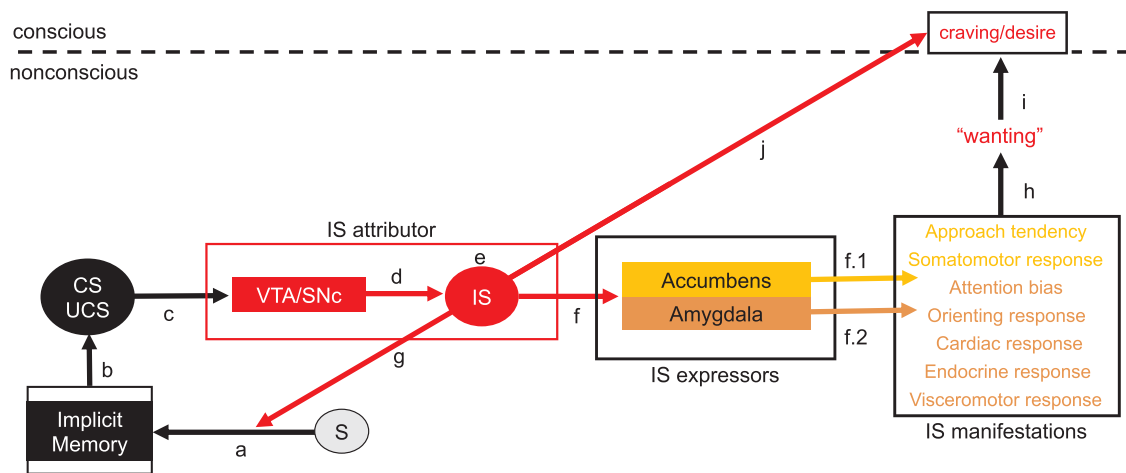 conscious
craving/desire
nonconscious
i
“wanting”
j
h
IS attributor
e
Approach tendency
f.1
Somatomotor response
CS
UCS
d
VTA/SNc
IS
Accumbens
Attention bias
c
f
Amygdala
Orienting response
f.2
g
Cardiac response
b
IS expressors
Endocrine response
Visceromotor response
Implicit
Memory
S
a
IS manifestations